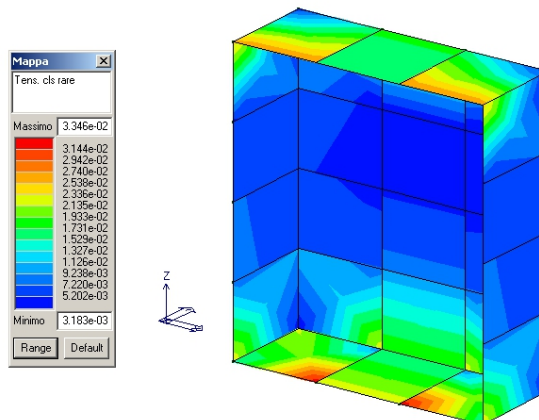 Mappa
Tens. cls rare
Massimo 3.346e-02
3.144e-02
2.942e-02
2.740e-02
2.538e-02
2.336e-02
2.135e-02
1.933e-02
1.731e-02
1.529e-02
1.327e-02
1.126e-02
9.238e-03
7.220e-03
5.202e-03
Minimo 3.183e-03
Range Default
Z